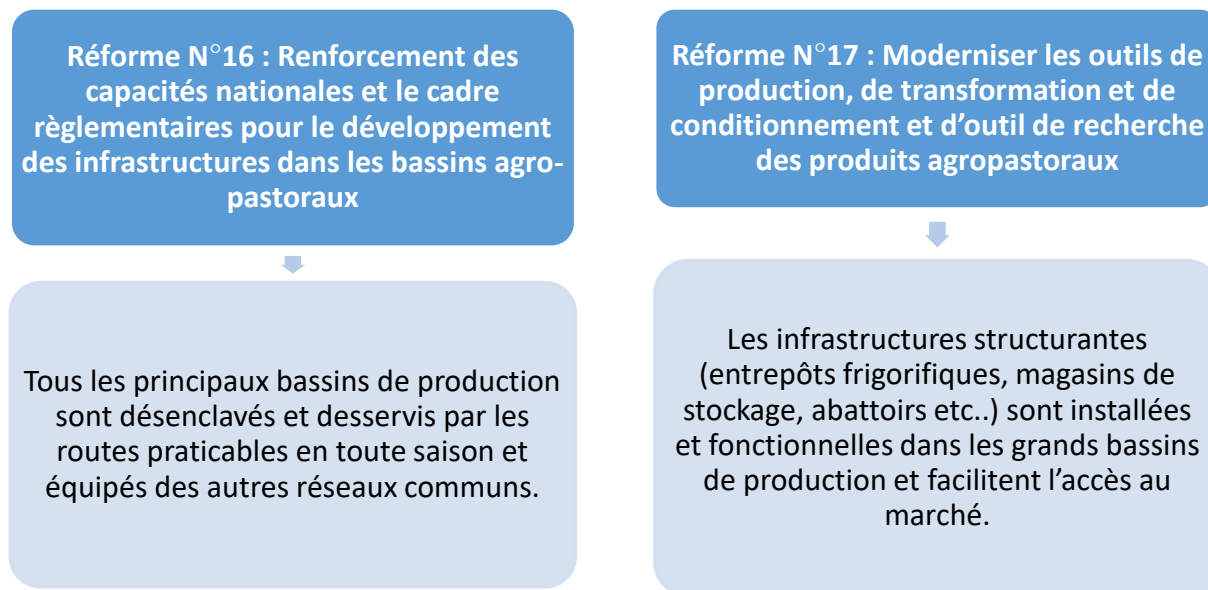 Réforme N°16 : Renforcement des
capacités nationales et le cadre
règlementaires pour le développement
des infrastructures dans les bassins agro-
pastoraux
Tous les principaux bassins de production
sont désenclavés et desservis par les
routes praticables en toute saison et
équipés des autres réseaux communs.
Réforme N°17 : Moderniser les outils de
production, de transformation et de
conditionnement et d’outil de recherche
des produits agropastoraux
Les infrastructures structurantes
(entrepôts frigorifiques, magasins de
stockage, abattoirs etc..) sont installées
et fonctionnelles dans les grands bassins
de production et facilitent l’accès au
marché.